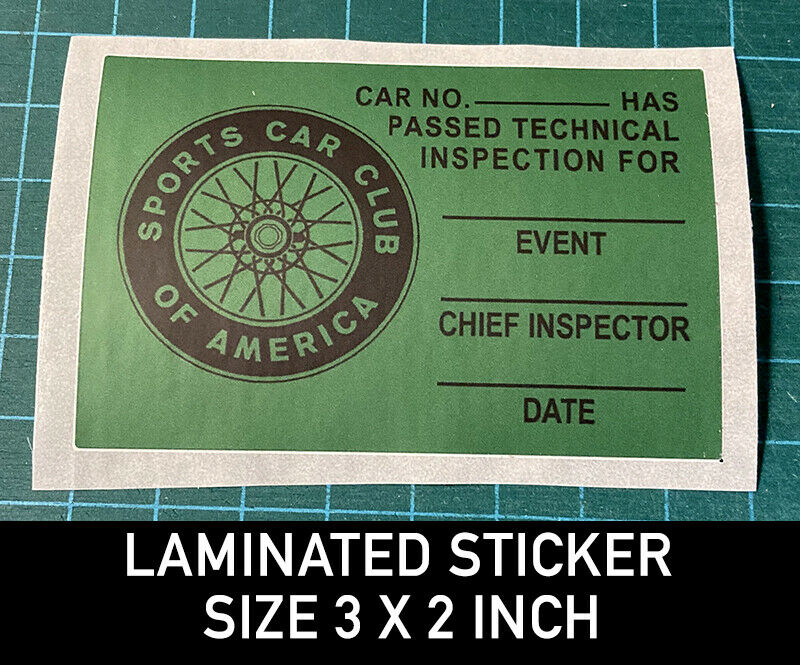 SPORTS CAR CLUB
OF AMERICA
CAR NO. HAS
PASSED TECHNICAL
INSPECTION FOR
EVENT
CHIEF INSPECTOR
DATE
LAMINATED STICKER
SIZE 3 X 2 INCH